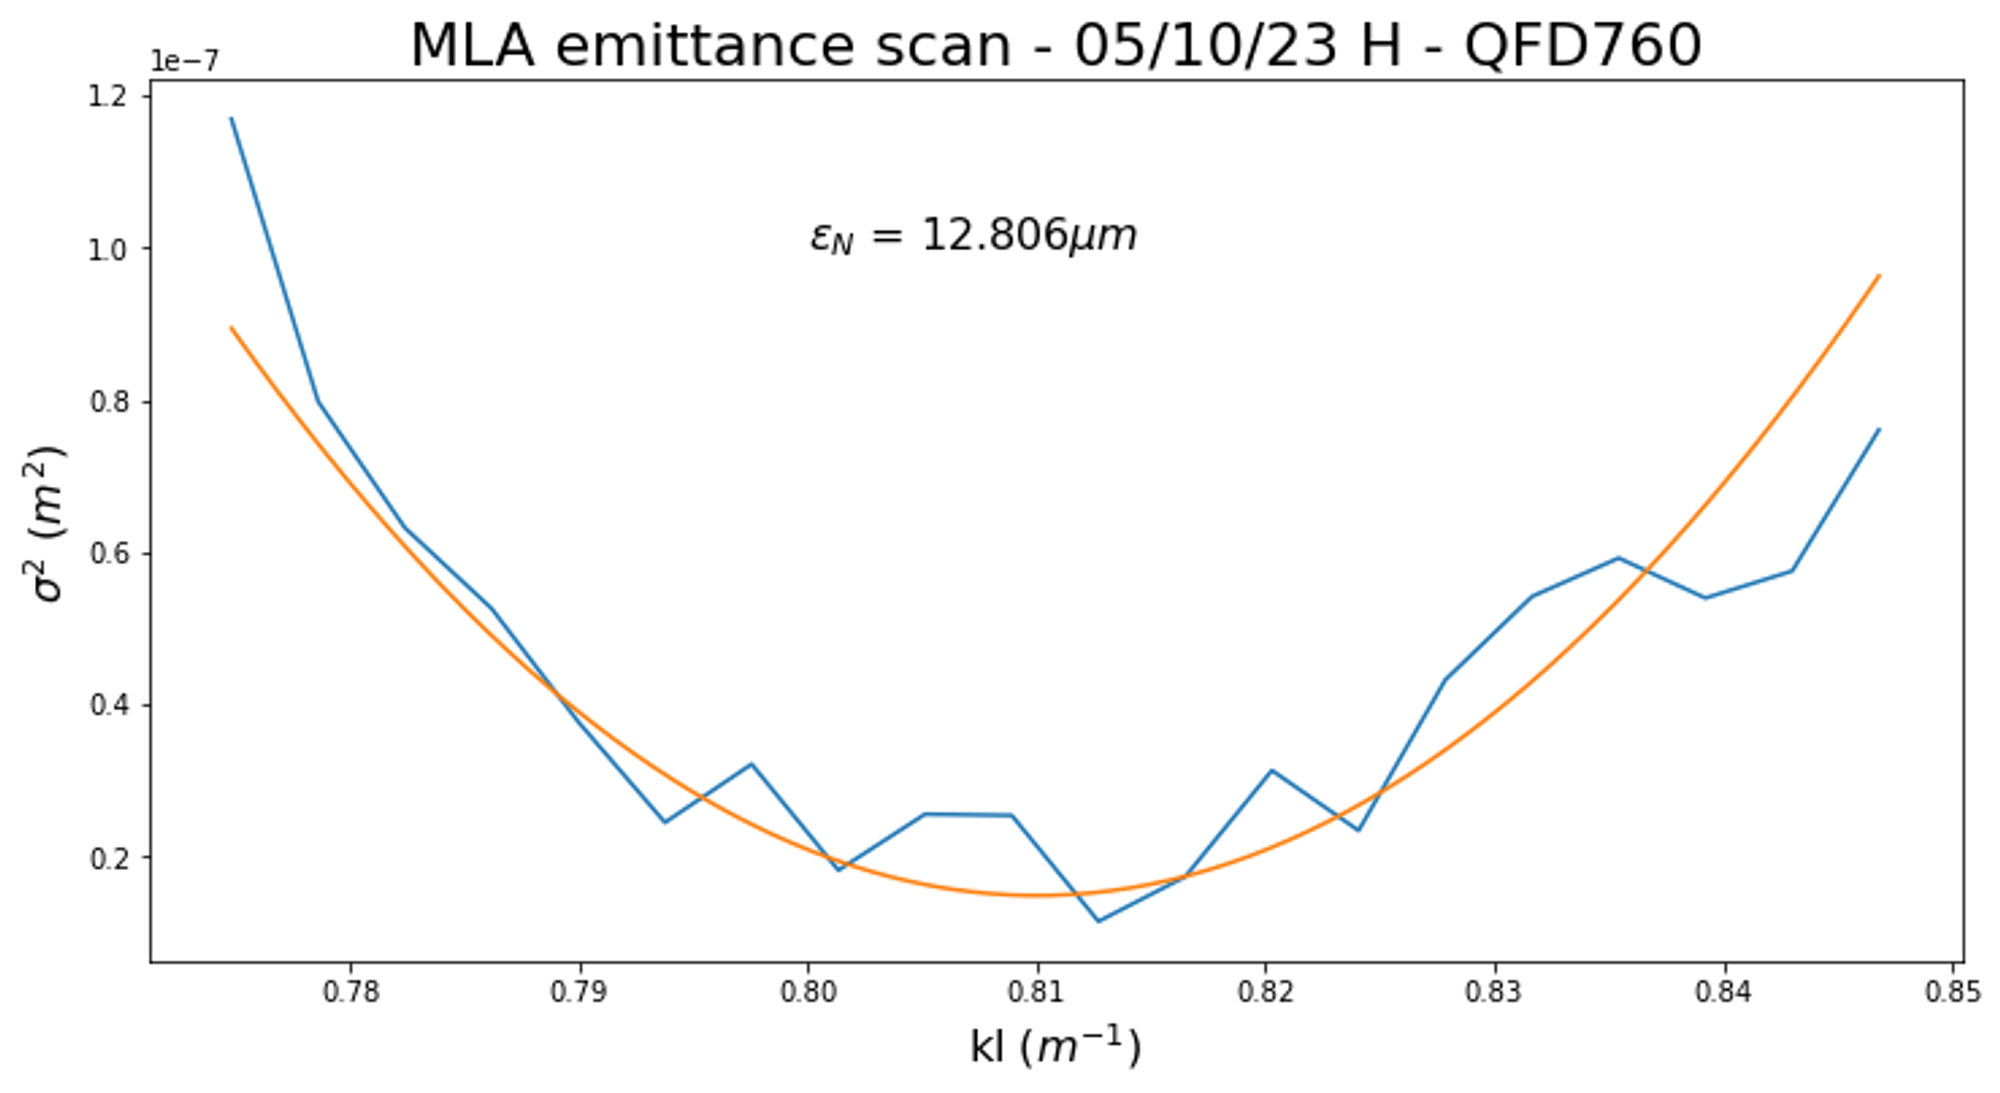 MLA emittance scan - 05/10/23 H - QFD760
1e−7
1.2
1.0
0.8
0.6
0.4
0.2
σ² (m²)
ε_N = 12.806μm
0.78 0.79 0.80 0.81 0.82 0.83 0.84 0.85
kl (m⁻¹)